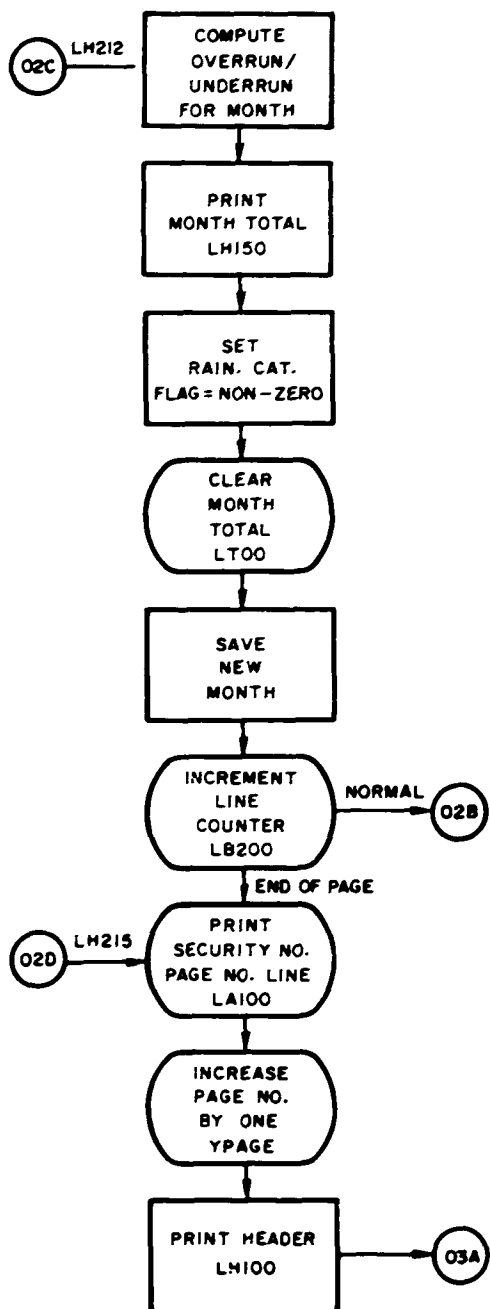 COMPUTE
OVERRUN/
UNDERRUN
FOR MONTH
02C
LH212
PRINT
MONTH TOTAL
LH150
SET
RAIN. CAT.
FLAG = NON-ZERO
CLEAR
MONTH
TOTAL
LT00
SAVE
NEW
MONTH
INCREMENT
LINE
COUNTER
LB200
NORMAL
02B
END OF PAGE
02D
LH215
PRINT
SECURITY NO.
PAGE NO. LINE
LA100
INCREASE
PAGE NO.
BY ONE
YPAGE
PRINT HEADER
LH100
03A